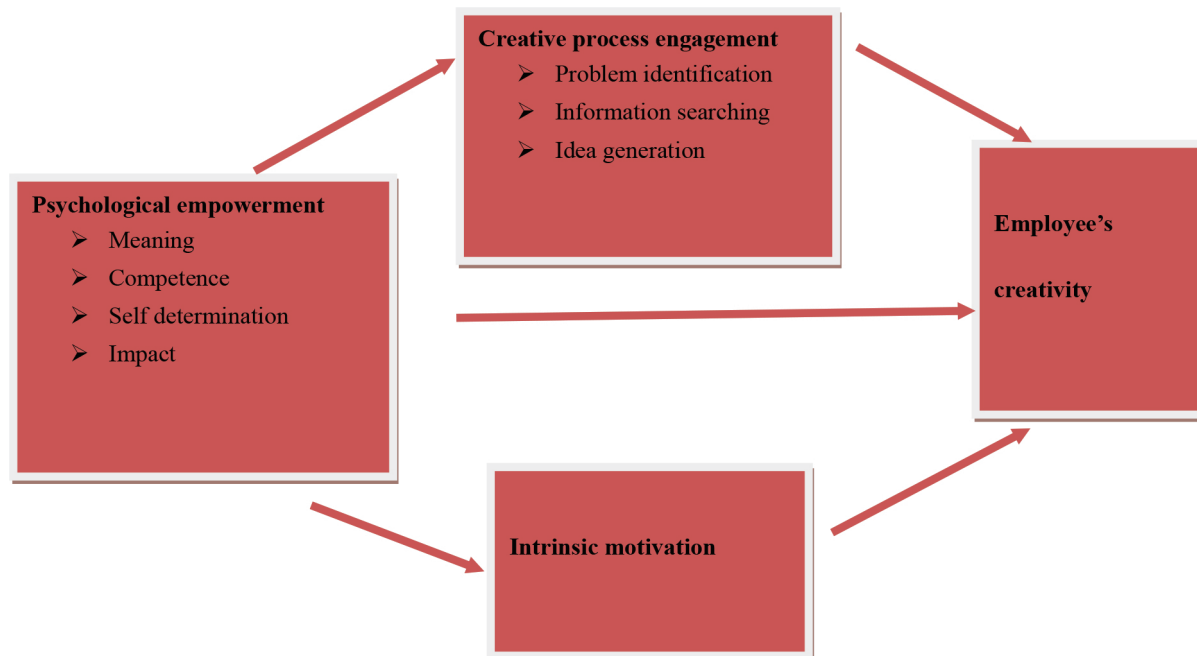 Creative process engagement
➢ Problem identification
➢ Information searching
➢ Idea generation
Psychological empowerment
➢ Meaning
➢ Competence
➢ Self determination
➢ Impact
Employee’s
creativity
Intrinsic motivation